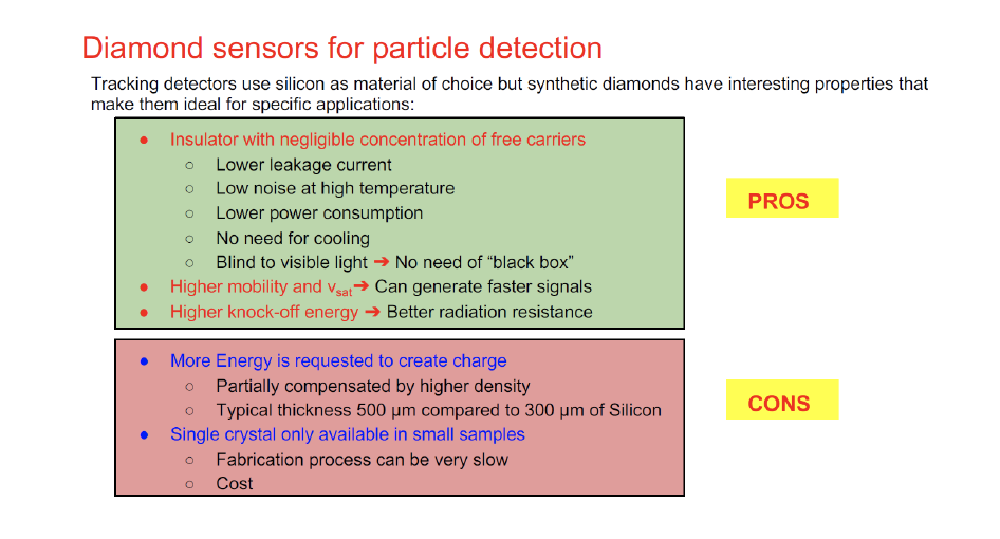 Diamond sensors for particle detection
Tracking detectors use silicon as material of choice but synthetic diamonds have interesting properties that
make them ideal for specific applications:
● Insulator with negligible concentration of free carriers
○ Lower leakage current
○ Low noise at high temperature
○ Lower power consumption
○ No need for cooling
○ Blind to visible light ➔ No need of “black box”
● Higher mobility and vsat➔ Can generate faster signals
● Higher knock-off energy ➔ Better radiation resistance
PROS
● More Energy is requested to create charge
○ Partially compensated by higher density
○ Typical thickness 500 μm compared to 300 μm of Silicon
● Single crystal only available in small samples
○ Fabrication process can be very slow
○ Cost
CONS